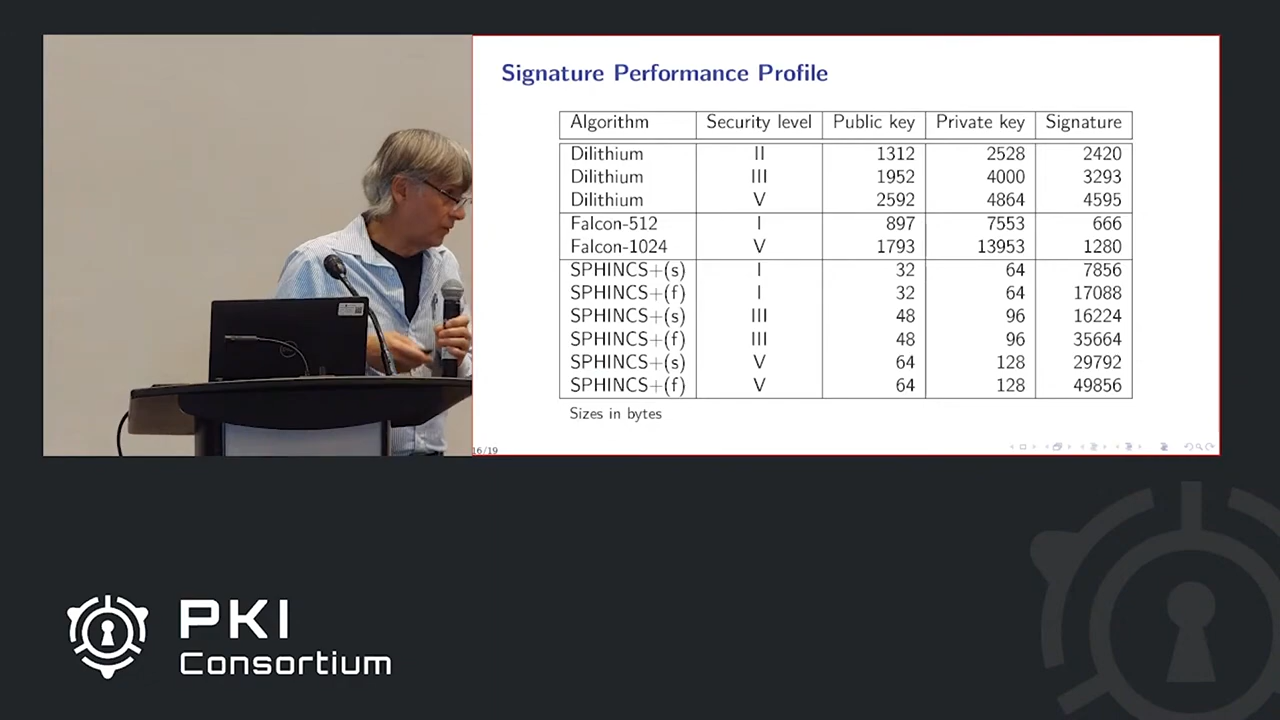 Signature Performance Profile
Algorithm Security level Public key Private key Signature
Dilithium II 1312 2528 2420
Dilithium III 1952 4000 3293
Dilithium V 2592 4864 4595
Falcon-512 I 897 7553 666
Falcon-1024 V 1793 13953 1280
SPHINCS+(s) I 32 64 7856
SPHINCS+(f) I 32 64 17088
SPHINCS+(s) III 48 96 16224
SPHINCS+(f) III 48 96 35664
SPHINCS+(s) V 64 128 29792
SPHINCS+(f) V 64 128 49856
Sizes in bytes
16/19
PKI
Consortium